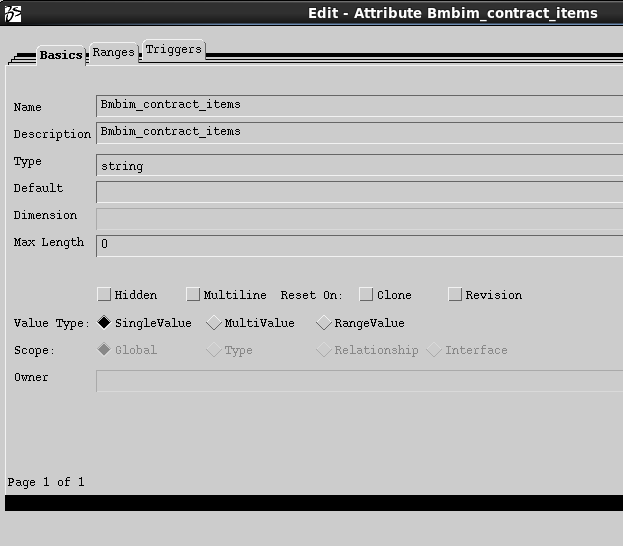 Edit - Attribute Bmbim_contract_items
Basics Ranges Triggers
Name Bmbim_contract_items
Description Bmbim_contract_items
Type string
Default
Dimension
Max Length 0
Hidden Multiline Reset On: Clone Revision
Value Type: SingleValue MultiValue RangeValue
Scope: Global Type Relationship Interface
Owner
Page 1 of 1